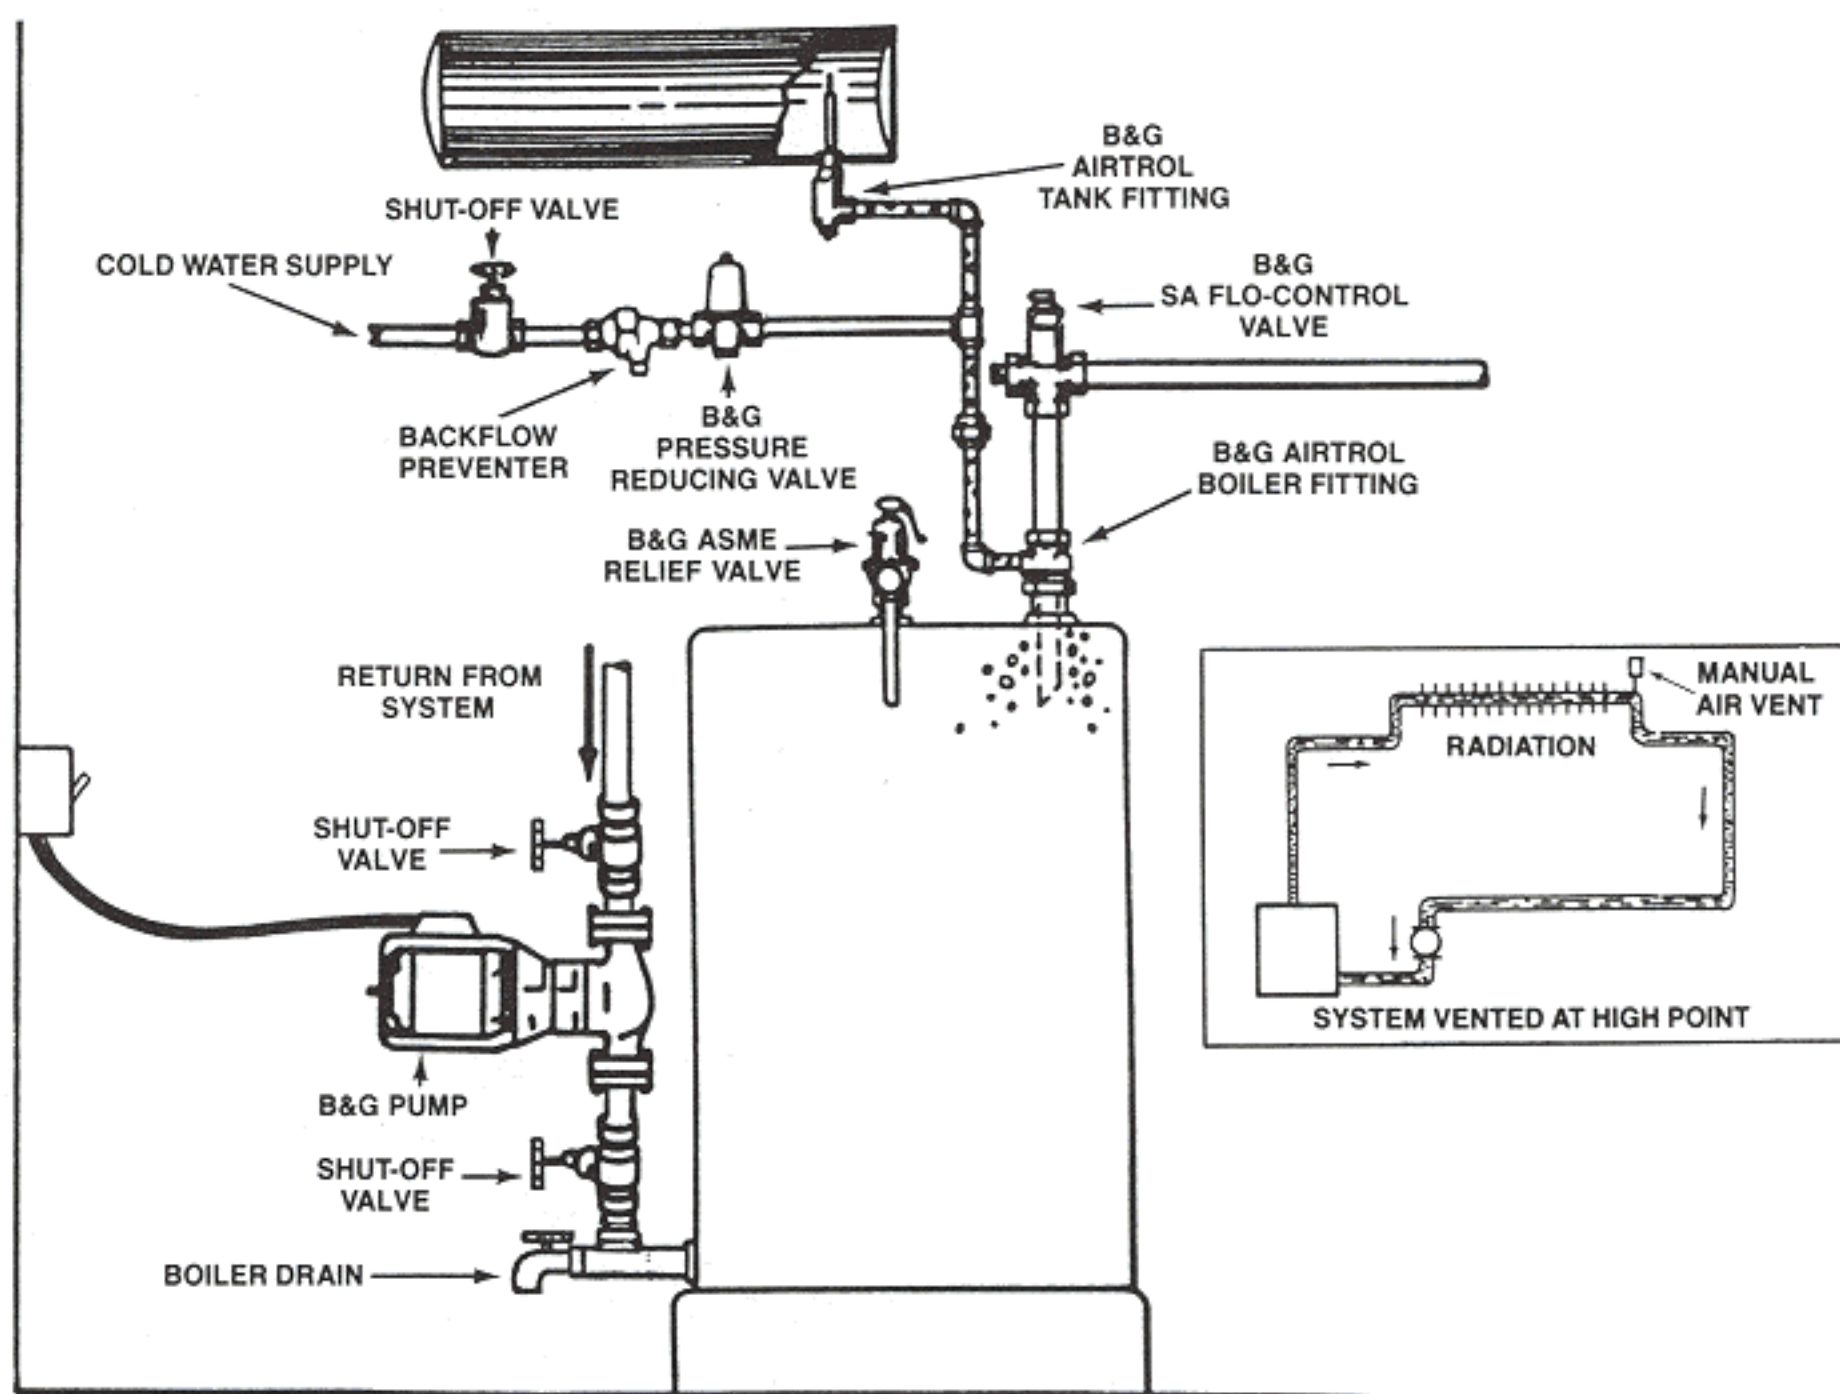 B&G
AIRTROL
TANK FITTING
SHUT-OFF VALVE
COLD WATER SUPPLY
B&G
SA FLO-CONTROL
VALVE
BACKFLOW
PREVENTER
B&G
PRESSURE
REDUCING VALVE
B&G AIRTROL
BOILER FITTING
B&G ASME
RELIEF VALVE
RETURN FROM
SYSTEM
MANUAL
AIR VENT
RADIATION
SYSTEM VENTED AT HIGH POINT
SHUT-OFF
VALVE
B&G PUMP
SHUT-OFF
VALVE
BOILER DRAIN